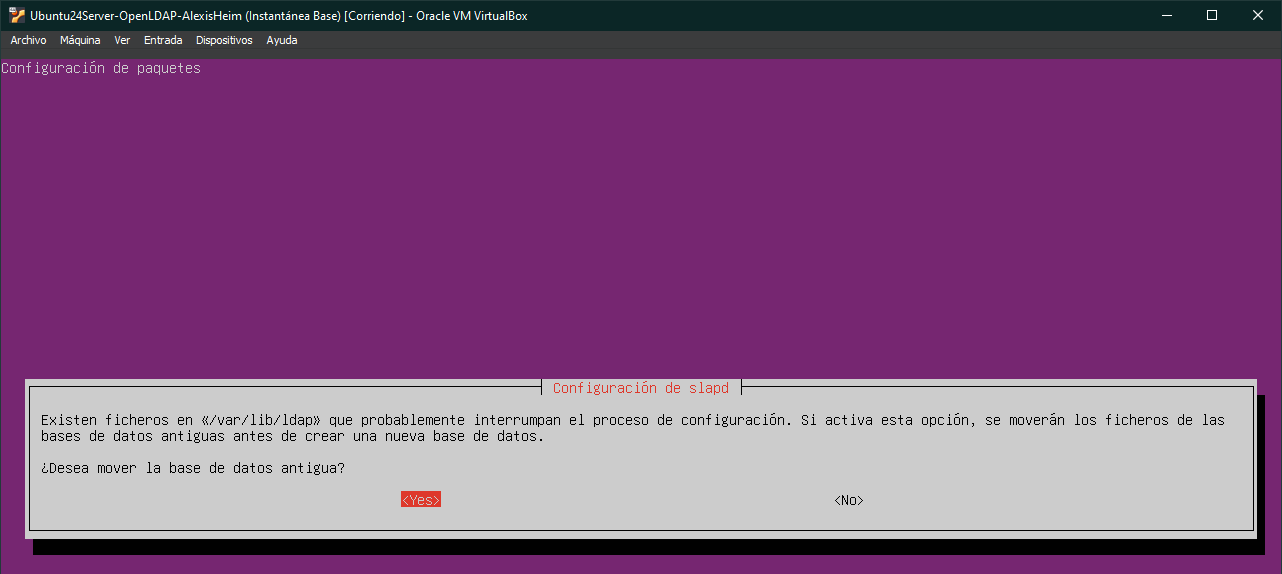 Ubuntu24Server-OpenLDAP-AlexisHeim (Instantánea Base) [Corriendo] - Oracle VM VirtualBox
Archivo Máquina Ver Entrada Dispositivos Ayuda
Configuración de paquetes
Configuración de slapd
Existen ficheros en «/var/lib/ldap» que probablemente interrumpan el proceso de configuración. Si activa esta opción, se moverán los ficheros de las
bases de datos antiguas antes de crear una nueva base de datos.
¿Desea mover la base de datos antigua?
<Yes> <No>